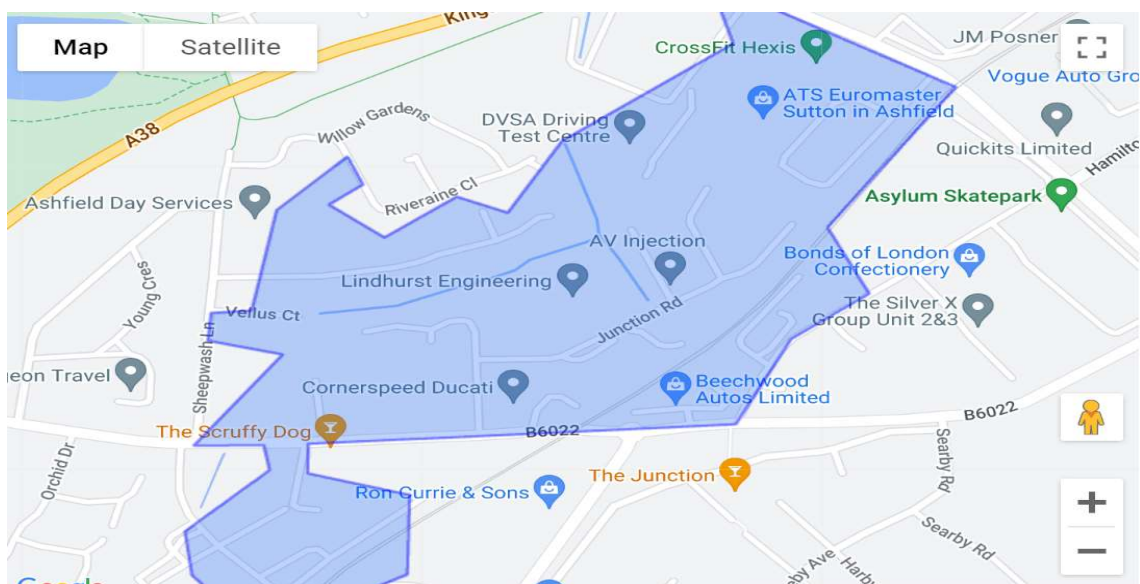 Map
Satellite
King
CrossFit Hexis
JM Posner
Vogue Auto Gro
A38
Willow Gardens
DVSA Driving
Test Centre
ATS Euromaster
Sutton in Ashfield
Quickits Limited
Hamilto
Ashfield Day Services
Riveraine Cl
Asylum Skatepark
AV Injection
Bonds of London
Confectionery
Young Cres
Lindhurst Engineering
Vellus Ct
Junction Rd
The Silver X
Group Unit 2&3
Sheepwash Ln
eon Travel
Cornerspeed Ducati
Beechwood
Autos Limited
B6022
The Scruffy Dog
B6022
Searby Rd
Orchid Dr
The Junction
Ron Currie & Sons
Searby Rd
by Ave
Harby
Google